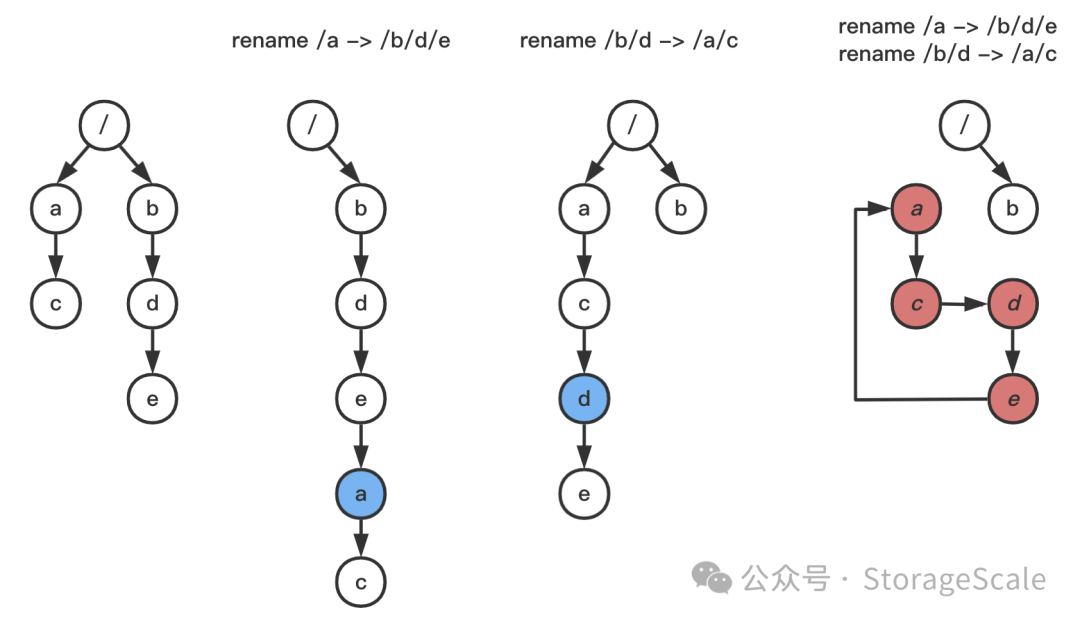 rename /a -> /b/d/e
rename /b/d -> /a/c
rename /a -> /b/d/e
rename /b/d -> /a/c
/
a
b
c
d
e
/
b
d
e
a
c
/
a
b
c
d
e
/
a
b
c
d
e
公众号 · StorageScale